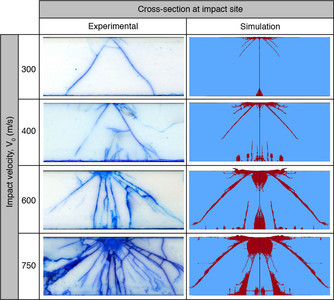 Cross-section at impact site
Experimental
Simulation
Impact velocity, V₀ (m/s)
300
400
600
750